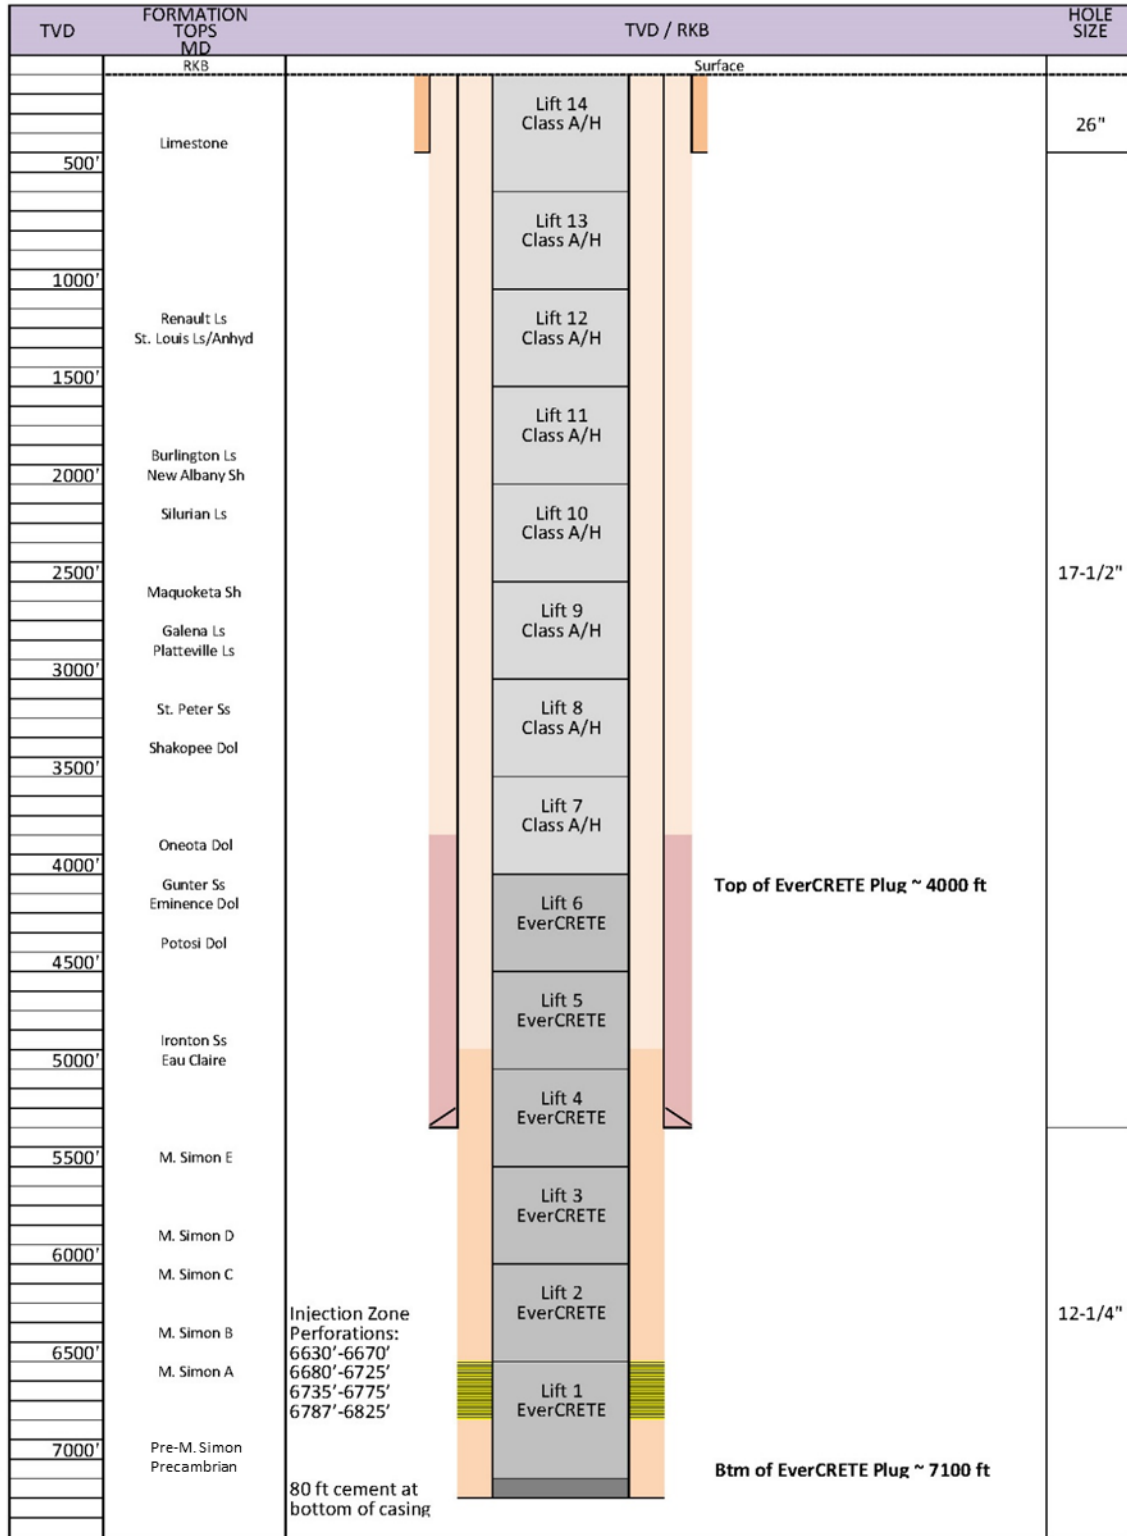 TVD
FORMATION
TOPS
MD
TVD / RKB
HOLE
SIZE
RKB
Surface
Lift 14
Class A/H
26"
Limestone
500'
Lift 13
Class A/H
1000'
Renault Ls
St. Louis Ls/Anhyd
Lift 12
Class A/H
1500'
Lift 11
Class A/H
Burlington Ls
New Albany Sh
2000'
Silurian Ls
Lift 10
Class A/H
2500'
17-1/2"
Maquoketa Sh
Lift 9
Class A/H
Galena Ls
Platteville Ls
3000'
St. Peter Ss
Lift 8
Class A/H
Shakopee Dol
3500'
Lift 7
Class A/H
Oneota Dol
4000'
Gunter Ss
Eminence Dol
Top of EverCRETE Plug ~ 4000 ft
Lift 6
EverCRETE
Potosi Dol
4500'
Lift 5
EverCRETE
Ironton Ss
Eau Claire
5000'
Lift 4
EverCRETE
5500'
M. Simon E
Lift 3
EverCRETE
M. Simon D
6000'
M. Simon C
Lift 2
EverCRETE
12-1/4"
Injection Zone
Perforations:
6630'-6670'
6680'-6725'
6735'-6775'
6787'-6825'
M. Simon B
6500'
M. Simon A
Lift 1
EverCRETE
7000'
Pre-M. Simon
Precambrian
Btm of EverCRETE Plug ~ 7100 ft
80 ft cement at
bottom of casing